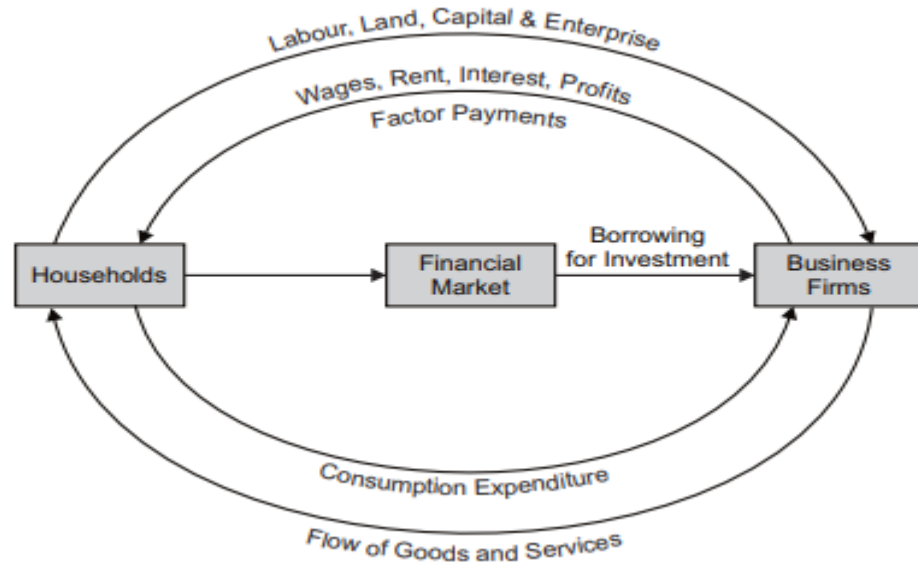 Labour, Land, Capital & Enterprise
Wages, Rent, Interest, Profits
Factor Payments
Households
Financial
Market
Borrowing
for Investment
Business
Firms
Consumption Expenditure
Flow of Goods and Services